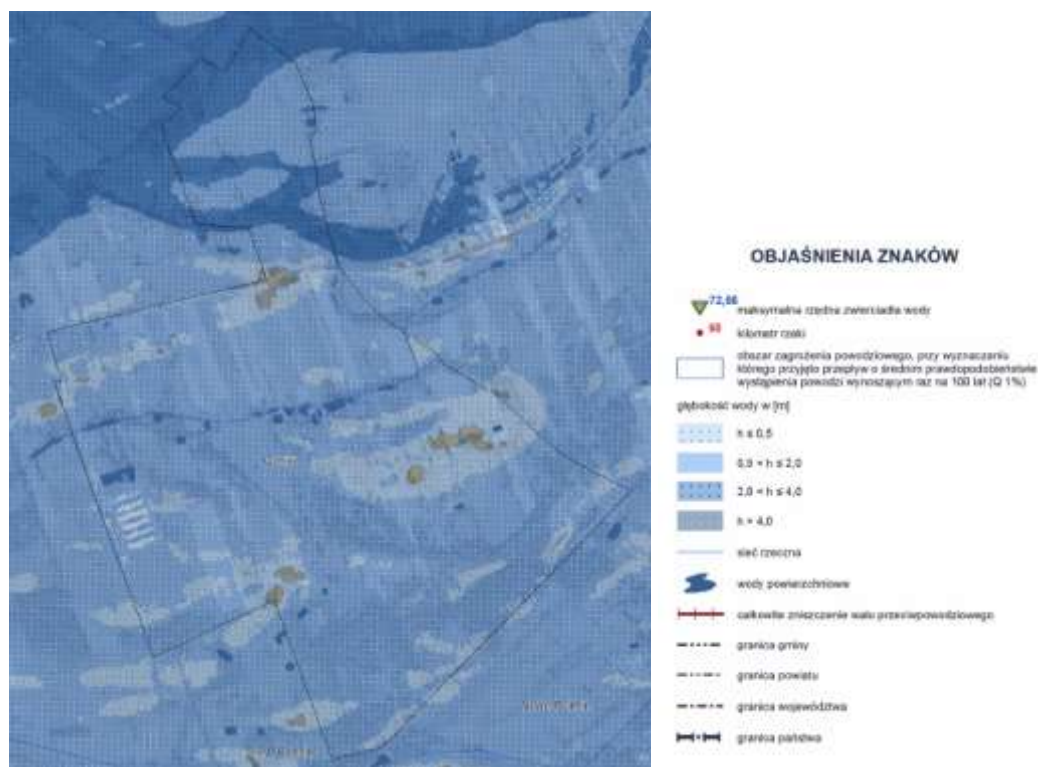 OBJAŚNIENIA ZNAKÓW
72,66
maksymalna rzędna zwierciadła wody
kilometr rzeki
obszar zagrożenia powodziowego, przy wyznaczaniu
którego przyjęto przepływ o średnim prawdopodobieństwie
wystąpienia powodzi wynoszącym raz na 100 lat (Q 1%)
głębokość wody w [m]
h ≤ 0,5
0,5 < h ≤ 2,0
2,0 < h ≤ 4,0
h > 4,0
sieć rzeczna
wody powierzchniowe
całkowite zniszczenie wału przeciwpowodziowego
granica gminy
granica powiatu
granica województwa
granica państwa